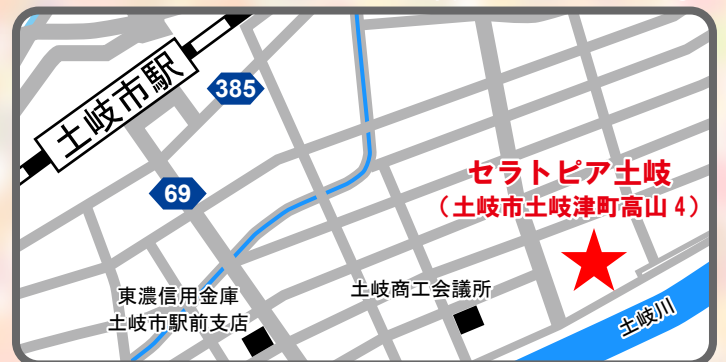 土岐市駅
385
69
セラトピア土岐
（土岐市土岐津町高山 4）
東濃信用金庫
土岐市駅前支店
土岐商工会議所
土岐川